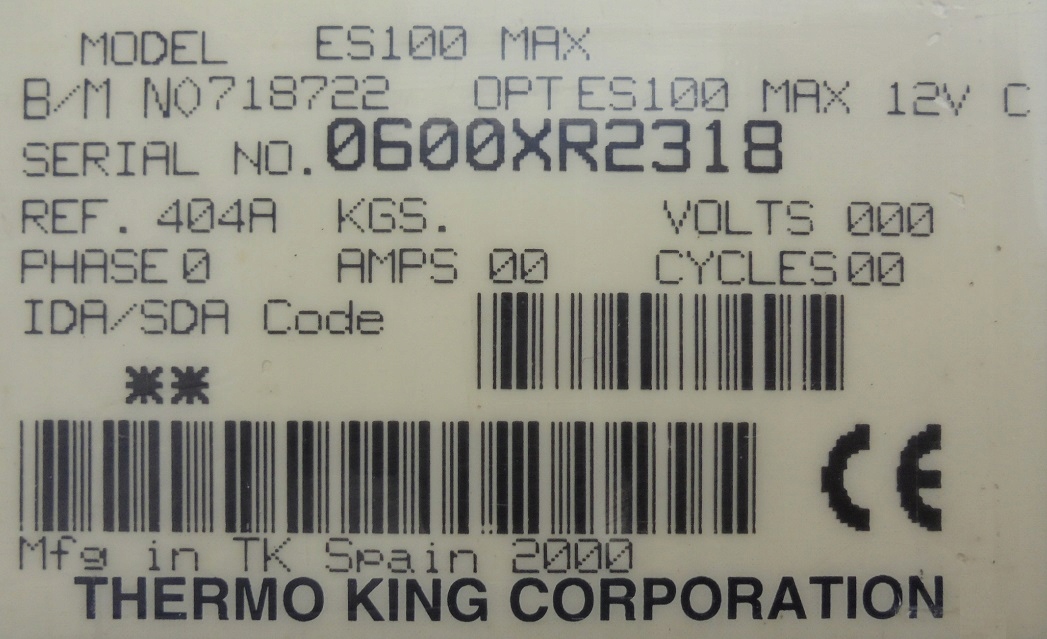 MODEL ES100 MAX
B/M NO718722 OPT ES100 MAX 12V C
SERIAL NO. 0600XR2318
REF. 404A KGS. VOLTS 000
PHASE 0 AMPS 00 CYCLES 00
IDA/SDA Code
**
CE
Mfg in TK Spain 2000
THERMO KING CORPORATION